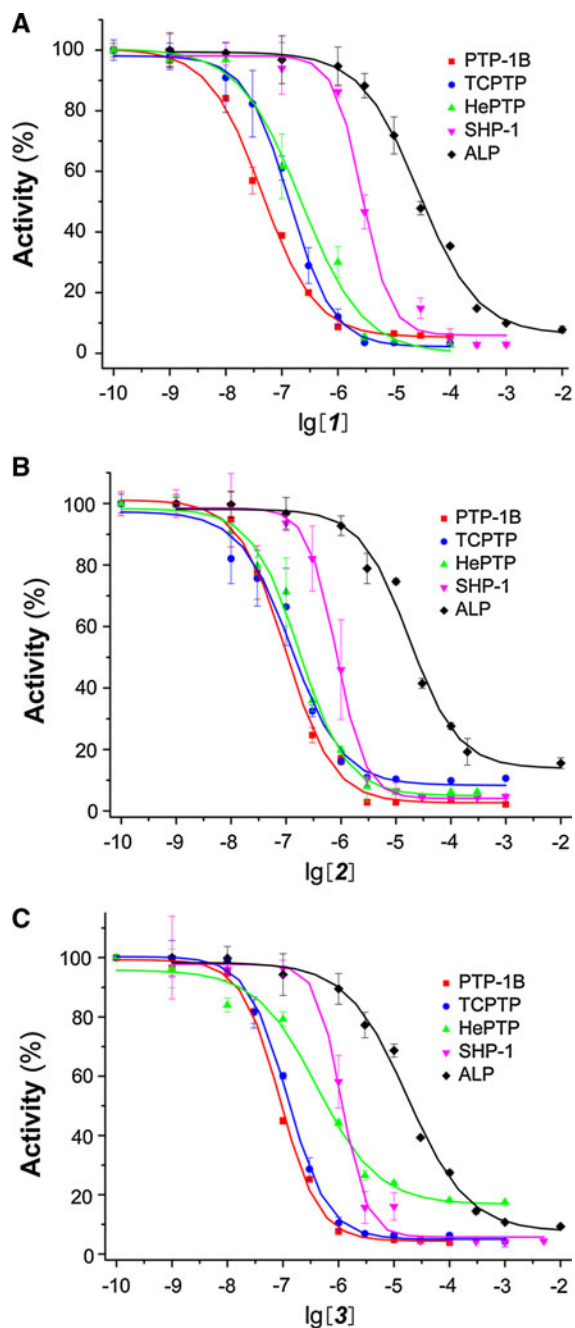 A
Activity (%)
100
80
60
40
20
0
PTP-1B
TCPTP
HePTP
SHP-1
ALP
-10 -9 -8 -7 -6 -5 -4 -3 -2
lg[1]
B
Activity (%)
100
80
60
40
20
0
PTP-1B
TCPTP
HePTP
SHP-1
ALP
-10 -9 -8 -7 -6 -5 -4 -3 -2
lg[2]
C
Activity (%)
100
80
60
40
20
0
PTP-1B
TCPTP
HePTP
SHP-1
ALP
-10 -9 -8 -7 -6 -5 -4 -3 -2
lg[3]